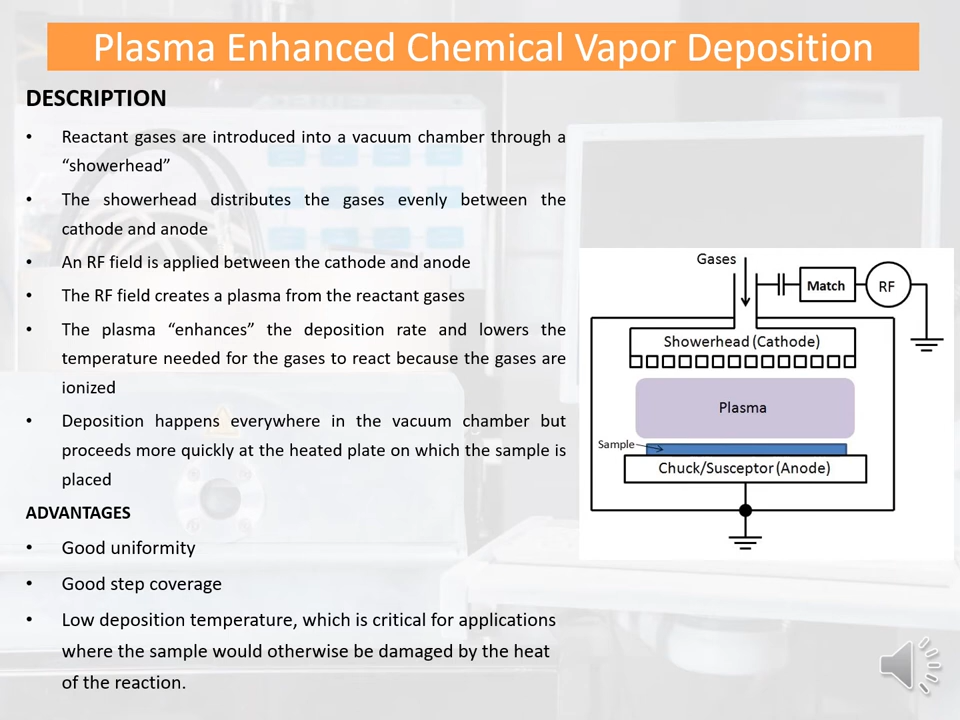 Plasma Enhanced Chemical Vapor Deposition
DESCRIPTION
• Reactant gases are introduced into a vacuum chamber through a
“showerhead”
• The showerhead distributes the gases evenly between the
cathode and anode
• An RF field is applied between the cathode and anode
• The RF field creates a plasma from the reactant gases
• The plasma “enhances” the deposition rate and lowers the
temperature needed for the gases to react because the gases are
ionized
• Deposition happens everywhere in the vacuum chamber but
proceeds more quickly at the heated plate on which the sample is
placed
ADVANTAGES
• Good uniformity
• Good step coverage
• Low deposition temperature, which is critical for applications
where the sample would otherwise be damaged by the heat
of the reaction.
Gases
Match
RF
Showerhead (Cathode)
Plasma
Sample
Chuck/Susceptor (Anode)